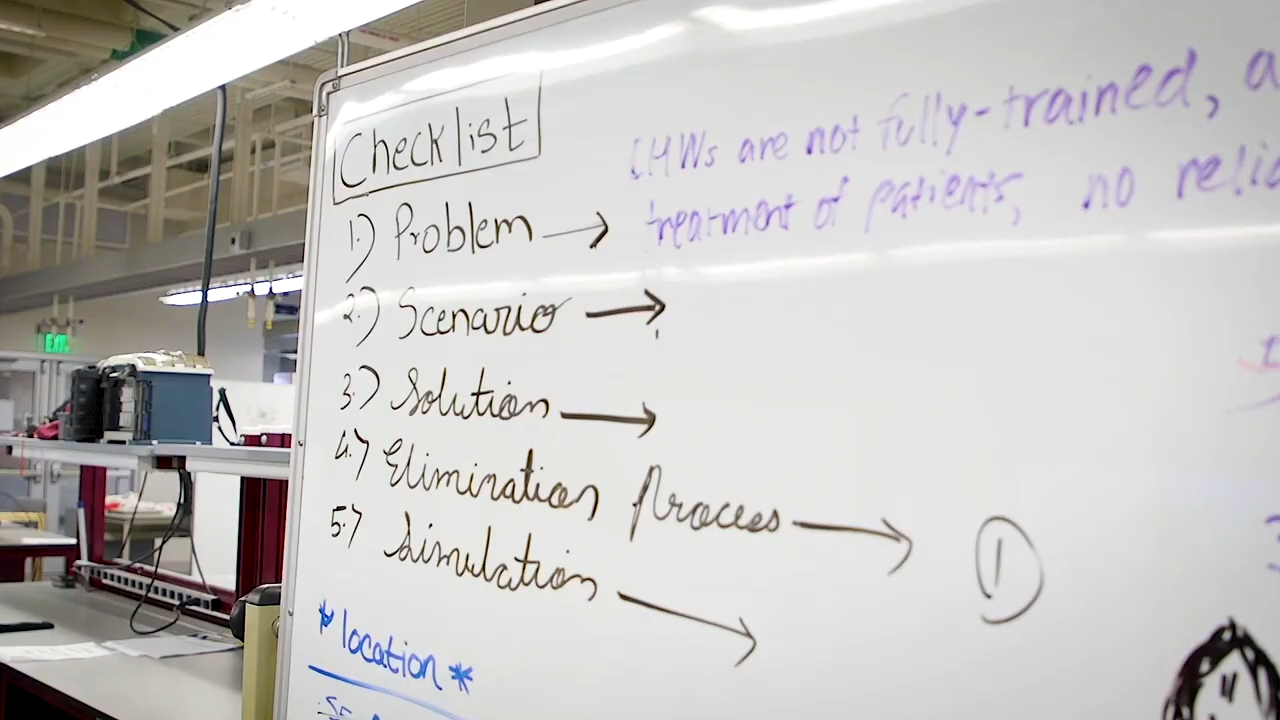 Checklist
CHWs are not fully-trained,
treatment of patients, no
1.) Problem →
2.) Scenario →
3.) Solution →
4.) Elimination Process → 1
5.) Simulation →
*location*
EXIT